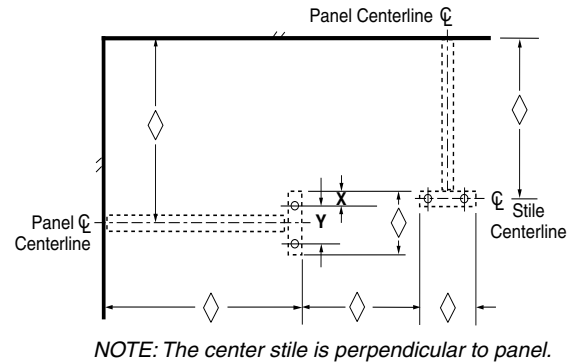 Panel Centerline ℄
X
Y
Panel ℄
Centerline
℄ Stile
Centerline
NOTE: The center stile is perpendicular to panel.